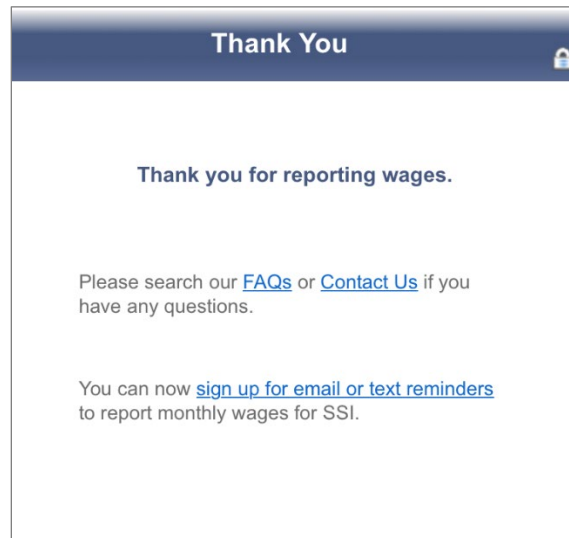 Thank You
Thank you for reporting wages.
Please search our FAQs or Contact Us if you
have any questions.
You can now sign up for email or text reminders
to report monthly wages for SSI.